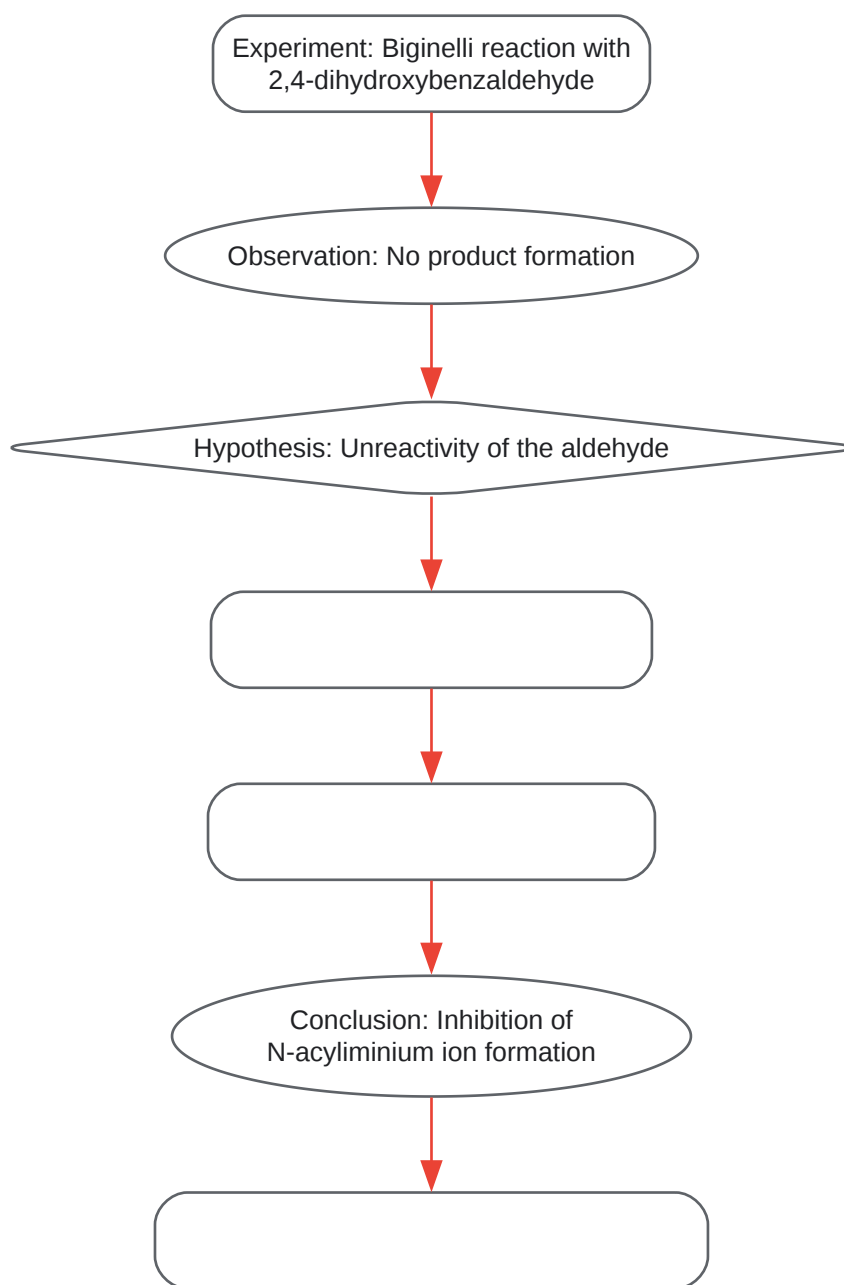 Experiment: Biginelli reaction with
2,4-dihydroxybenzaldehyde
Observation: No product formation
Hypothesis: Unreactivity of the aldehyde
Conclusion: Inhibition of
N-acyliminium ion formation